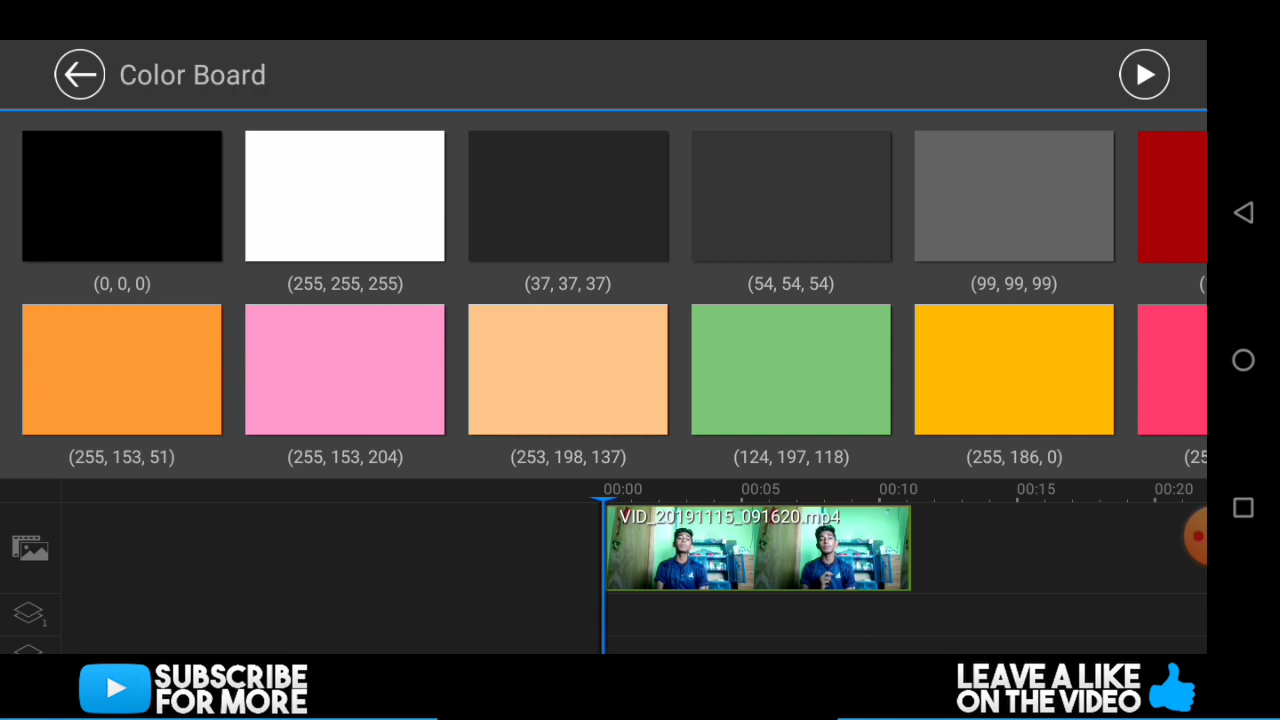 Color Board
(0, 0, 0) (255, 255, 255) (37, 37, 37) (54, 54, 54) (99, 99, 99)
(255, 153, 51) (255, 153, 204) (253, 198, 137) (124, 197, 118) (255, 186, 0)
00:00 00:05 00:10 00:15 00:20
VID_20191115_091620.mp4
1
SUBSCRIBE
FOR MORE
LEAVE A LIKE
ON THE VIDEO